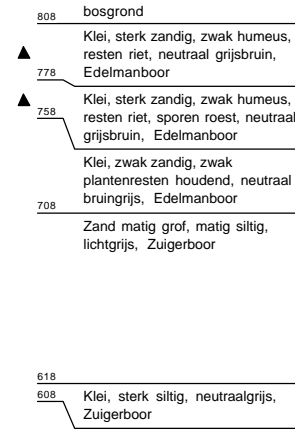 808
bosgrond
Klei, sterk zandig, zwak humeus,
resten riet, neutraal grijsbruin,
Edelmanboor
778
Klei, sterk zandig, zwak humeus,
resten riet, sporen roest, neutraal
grijsbruin, Edelmanboor
758
Klei, zwak zandig, zwak
plantenresten houdend, neutraal
bruingrijs, Edelmanboor
708
Zand matig grof, matig siltig,
lichtgrijs, Zuigerboor
618
608
Klei, sterk siltig, neutraalgrijs,
Zuigerboor